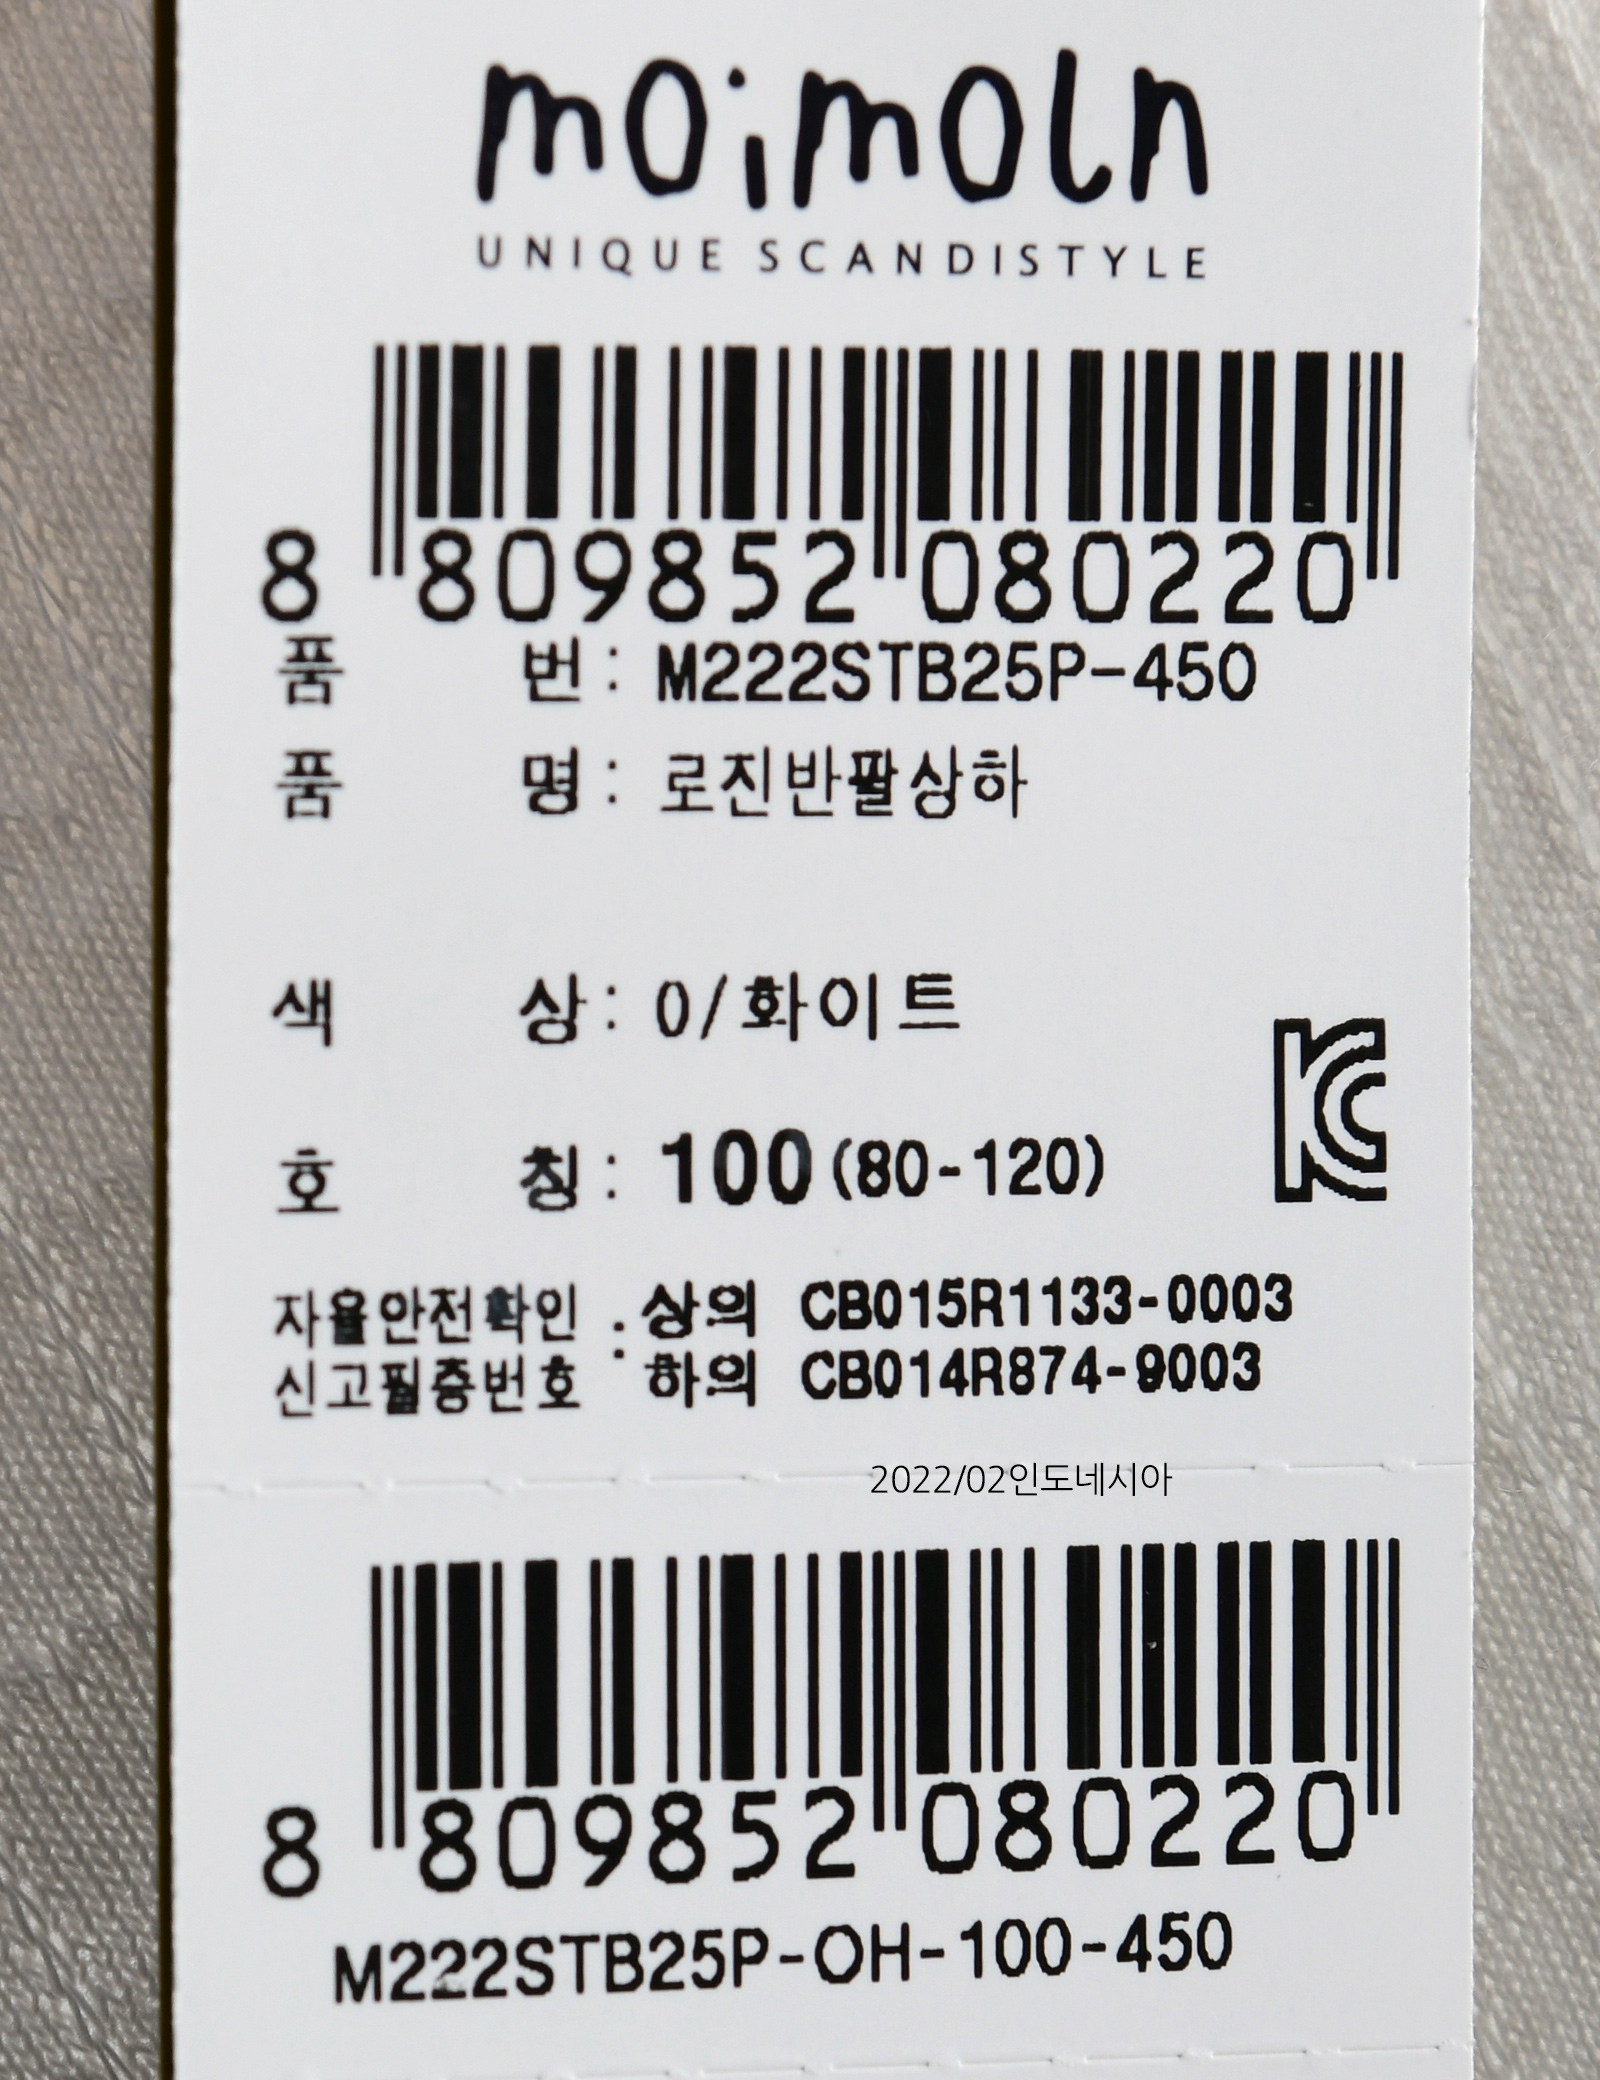 moimoln
UNIQUE SCANDISTYLE
8 809852 080220
품 번: M222STB25P-450
품 명: 로진반팔상하
색 상: 0/화이트
호 칭: 100(80-120)
자율안전확인 : 상의 CB015R1133-0003
신고필증번호 하의 CB014R874-9003
2022/02인도네시아
8 809852 080220
M222STB25P-OH-100-450